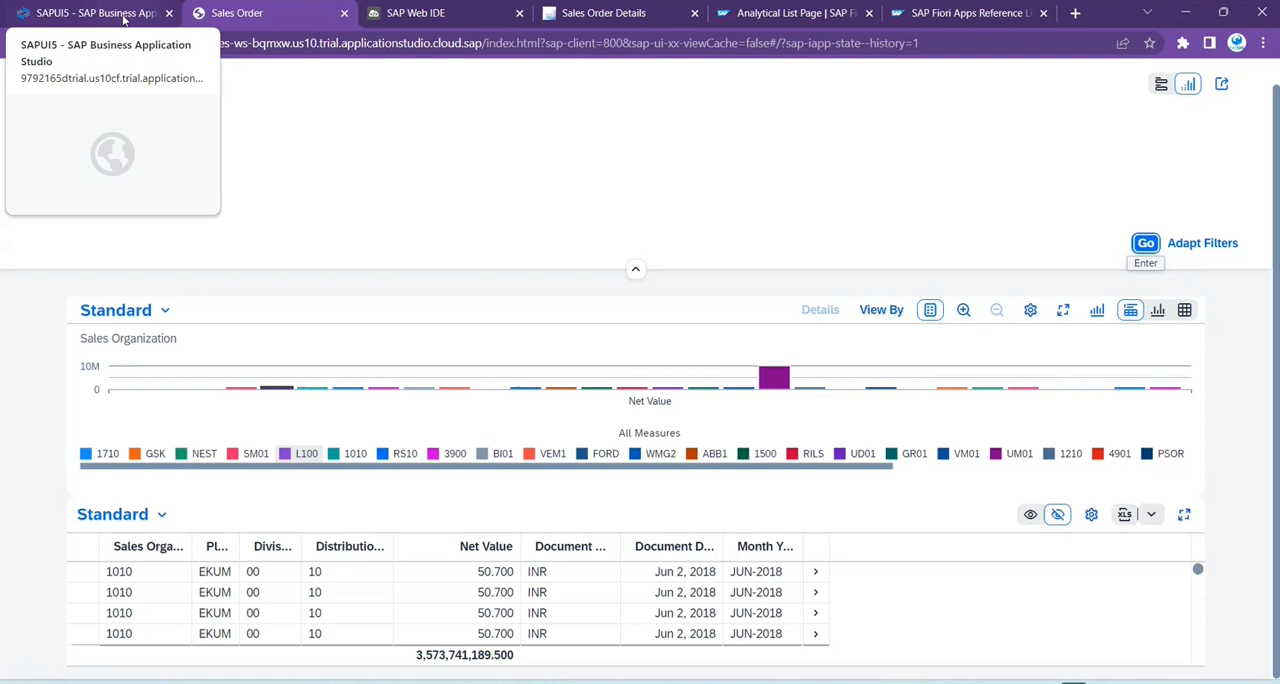 SAPUI5 - SAP Business Appl
Sales Order
SAP Web IDE
Sales Order Details
Analytical List Page | SAP Fi
SAP Fiori Apps Reference Li
SAPUI5 - SAP Business Application
Studio
9792165dtrial.us10cf.trial.application...
es-ws-bqmxw.us10.trial.applicationstudio.cloud.sap/index.html?sap-client=800&sap-ui-xx-viewCache=false#/?sap-iapp-state--history=1
Go
Adapt Filters
Enter
Standard
Details
View By
Sales Organization
10M
0
Net Value
All Measures
1710 GSK NEST SM01 L100 1010 RS10 3900 BI01 VEM1 FORD WMG2 ABB1 1500 RILS UD01 GR01 VM01 UM01 1210 4901 PSOR
Standard
XLS
Sales Orga... Pl... Divis... Distributio... Net Value Document ... Document D... Month Y...
1010 EKUM 00 10 50.700 INR Jun 2, 2018 JUN-2018
1010 EKUM 00 10 50.700 INR Jun 2, 2018 JUN-2018
1010 EKUM 00 10 50.700 INR Jun 2, 2018 JUN-2018
1010 EKUM 00 10 50.700 INR Jun 2, 2018 JUN-2018
3,573,741,189.500